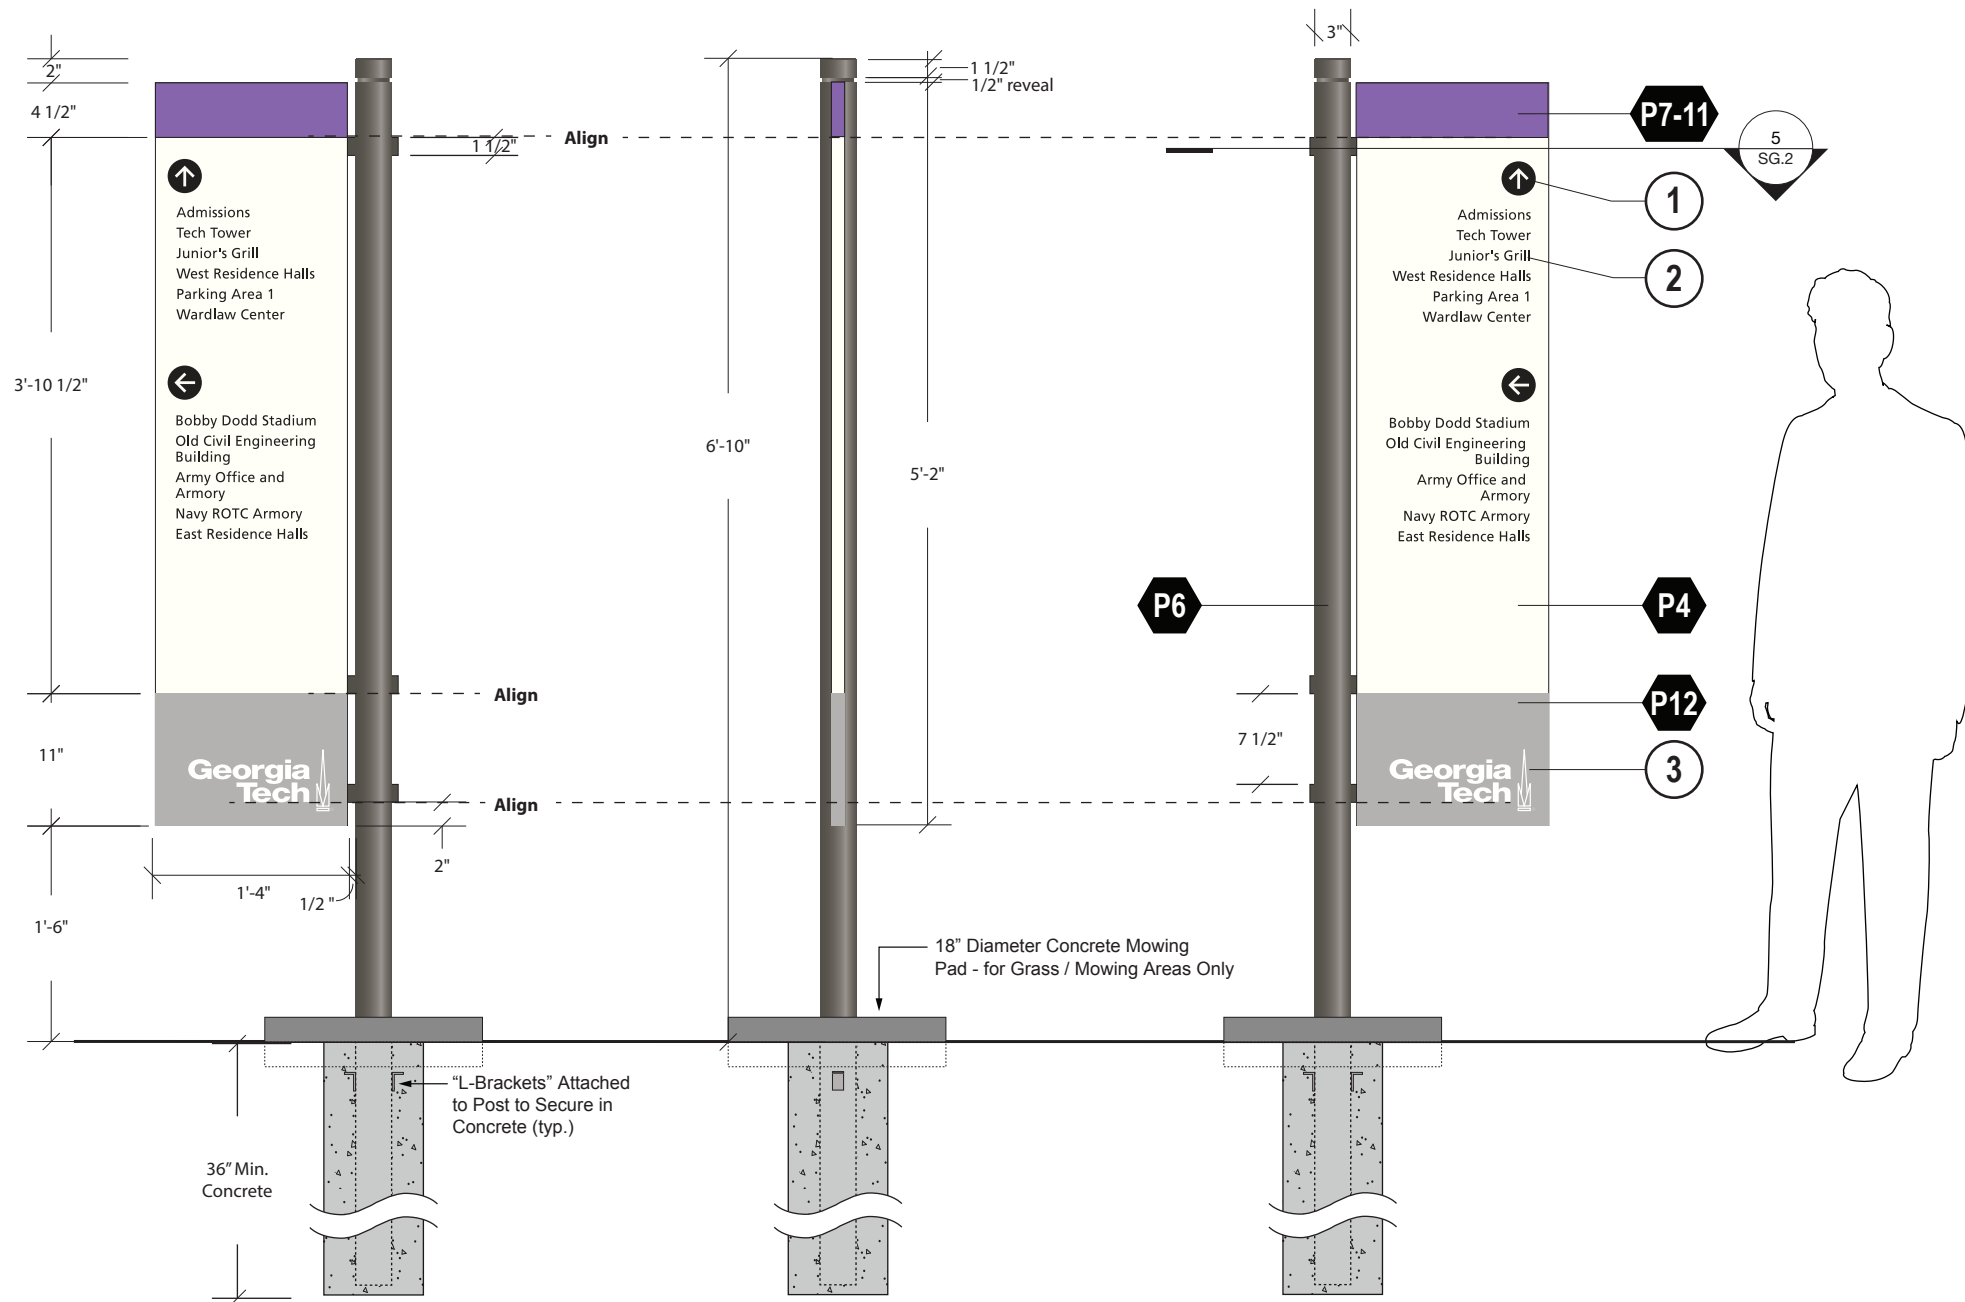 2"
4 1/2"
3'-10 1/2"
11"
1'-6"
Admissions
Tech Tower
Junior's Grill
West Residence Halls
Parking Area 1
Wardlaw Center
Bobby Dodd Stadium
Old Civil Engineering
Building
Army Office and
Armory
Navy ROTC Armory
East Residence Halls
Georgia
Tech
1'-4"
1/2 "
2"
1 1/2"
Align
Align
Align
36" Min.
Concrete
“L-Brackets” Attached
to Post to Secure in
Concrete (typ.)
6'-10"
1 1/2"
1/2" reveal
5'-2"
18” Diameter Concrete Mowing
Pad - for Grass / Mowing Areas Only
3"
P6
7 1/2"
Admissions
Tech Tower
Junior's Grill
West Residence Halls
Parking Area 1
Wardlaw Center
Bobby Dodd Stadium
Old Civil Engineering
Building
Army Office and
Armory
Navy ROTC Armory
East Residence Halls
Georgia
Tech
P7-11
5
SG.2
1
2
P4
P12
3